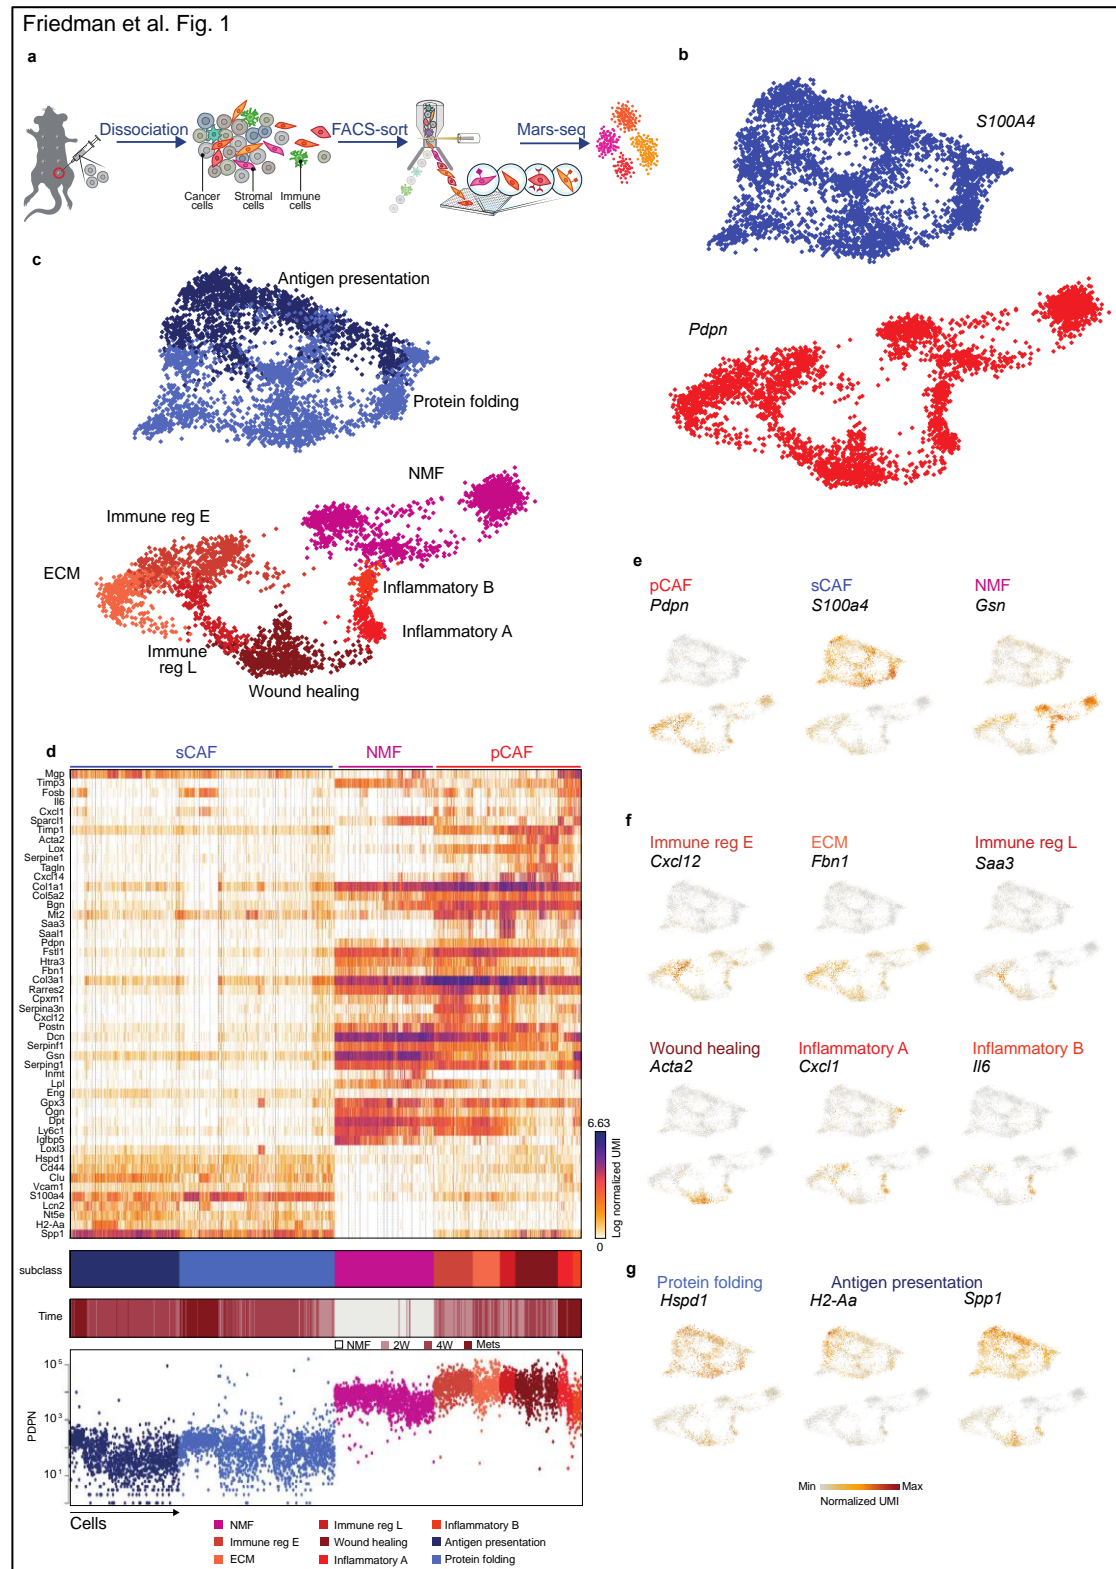 Friedman et al. Fig. 1
a
Dissociation
FACS-sort
Mars-seq
Cancer cells
Stromal cells
Immune cells
b
S100A4
Pdpn
c
Antigen presentation
Protein folding
NMF
Immune reg E
ECM
Inflammatory B
Inflammatory A
Immune reg L
Wound healing
d
sCAF
NMF
pCAF
Mgp
Timp3
Fosb
Il6
Cxcl1
Sparcl1
Timp1
Acta2
Lox
Serpine1
Tagln
Cxcl14
Col1a1
Col5a2
Bgn
Mt2
Saa3
Saal1
Pdpn
Fstl1
Htra3
Fbn1
Col3a1
Rarres2
Cpxm1
Serpina3n
Cxcl12
Postn
Dcn
Serpinf1
Gsn
Serping1
Inmt
Lpl
Eng
Gpx3
Ogn
Dpt
Ly6c1
Igfbp5
Loxl3
Hspd1
Cd44
Clu
Vcam1
S100a4
Lcn2
Nt5e
H2-Aa
Spp1
6.63
Log normalized UMI
0
subclass
Time
NMF 2W 4W Mets
PDPN
10^5
10^3
10^1
Cells
NMF Immune reg L Inflammatory B
Immune reg E Wound healing Antigen presentation
ECM Inflammatory A Protein folding
e
pCAF sCAF NMF
Pdpn S100a4 Gsn
f
Immune reg E ECM Immune reg L
Cxcl12 Fbn1 Saa3
Wound healing Inflammatory A Inflammatory B
Acta2 Cxcl1 Il6
g
Protein folding Antigen presentation
Hspd1 H2-Aa Spp1
Min Max
Normalized UMI